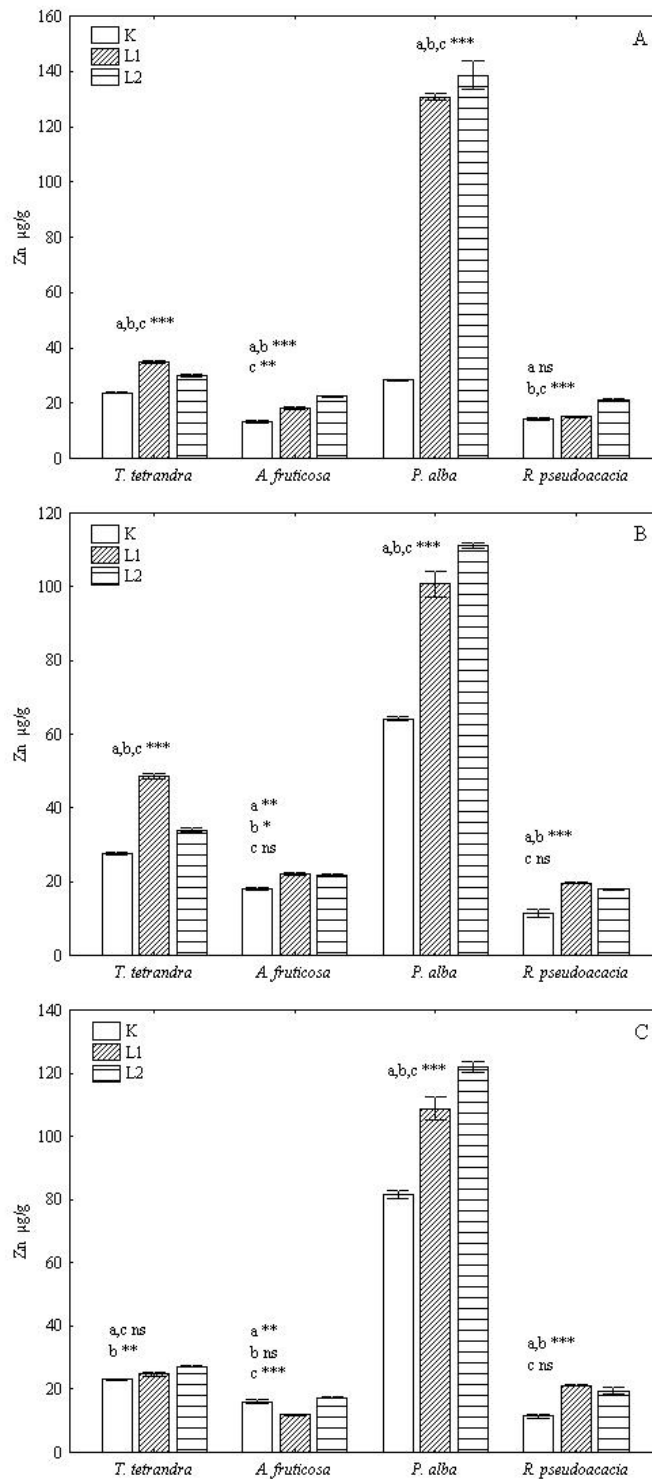 160
140
120
100
80
60
40
20
0
Zn µg/g
K
L1
L2
A
a,b,c ***
a,b,c ***
a,b ***
c **
a ns
b,c ***
T. tetrandra A. fruticosa P. alba R. pseudoacacia
120
100
80
60
40
20
0
Zn µg/g
K
L1
L2
B
a,b,c ***
a,b,c ***
a **
b *
c ns
a,b ***
c ns
T. tetrandra A. fruticosa P. alba R. pseudoacacia
140
120
100
80
60
40
20
0
Zn µg/g
K
L1
L2
C
a,b,c ***
a,c ns
b **
a **
b ns
c ***
a,b ***
c ns
T. tetrandra A. fruticosa P. alba R. pseudoacacia